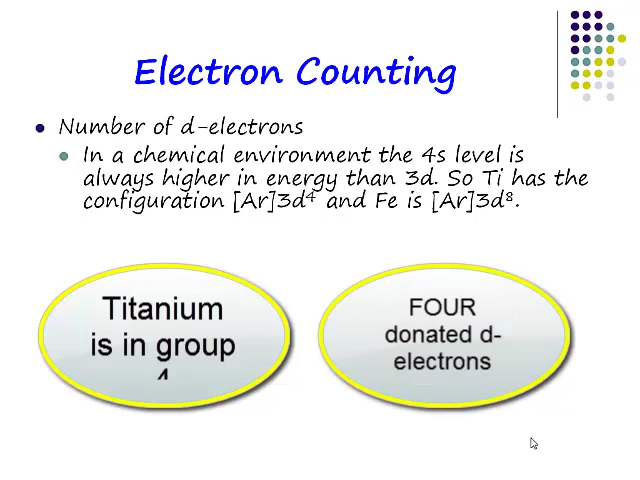 Electron Counting
Number of d-electrons
In a chemical environment the 4s level is
always higher in energy than 3d. So Ti has the
configuration [Ar]3d⁴ and Fe is [Ar]3d⁸.
Titanium
is in group
4
FOUR
donated d-
electrons